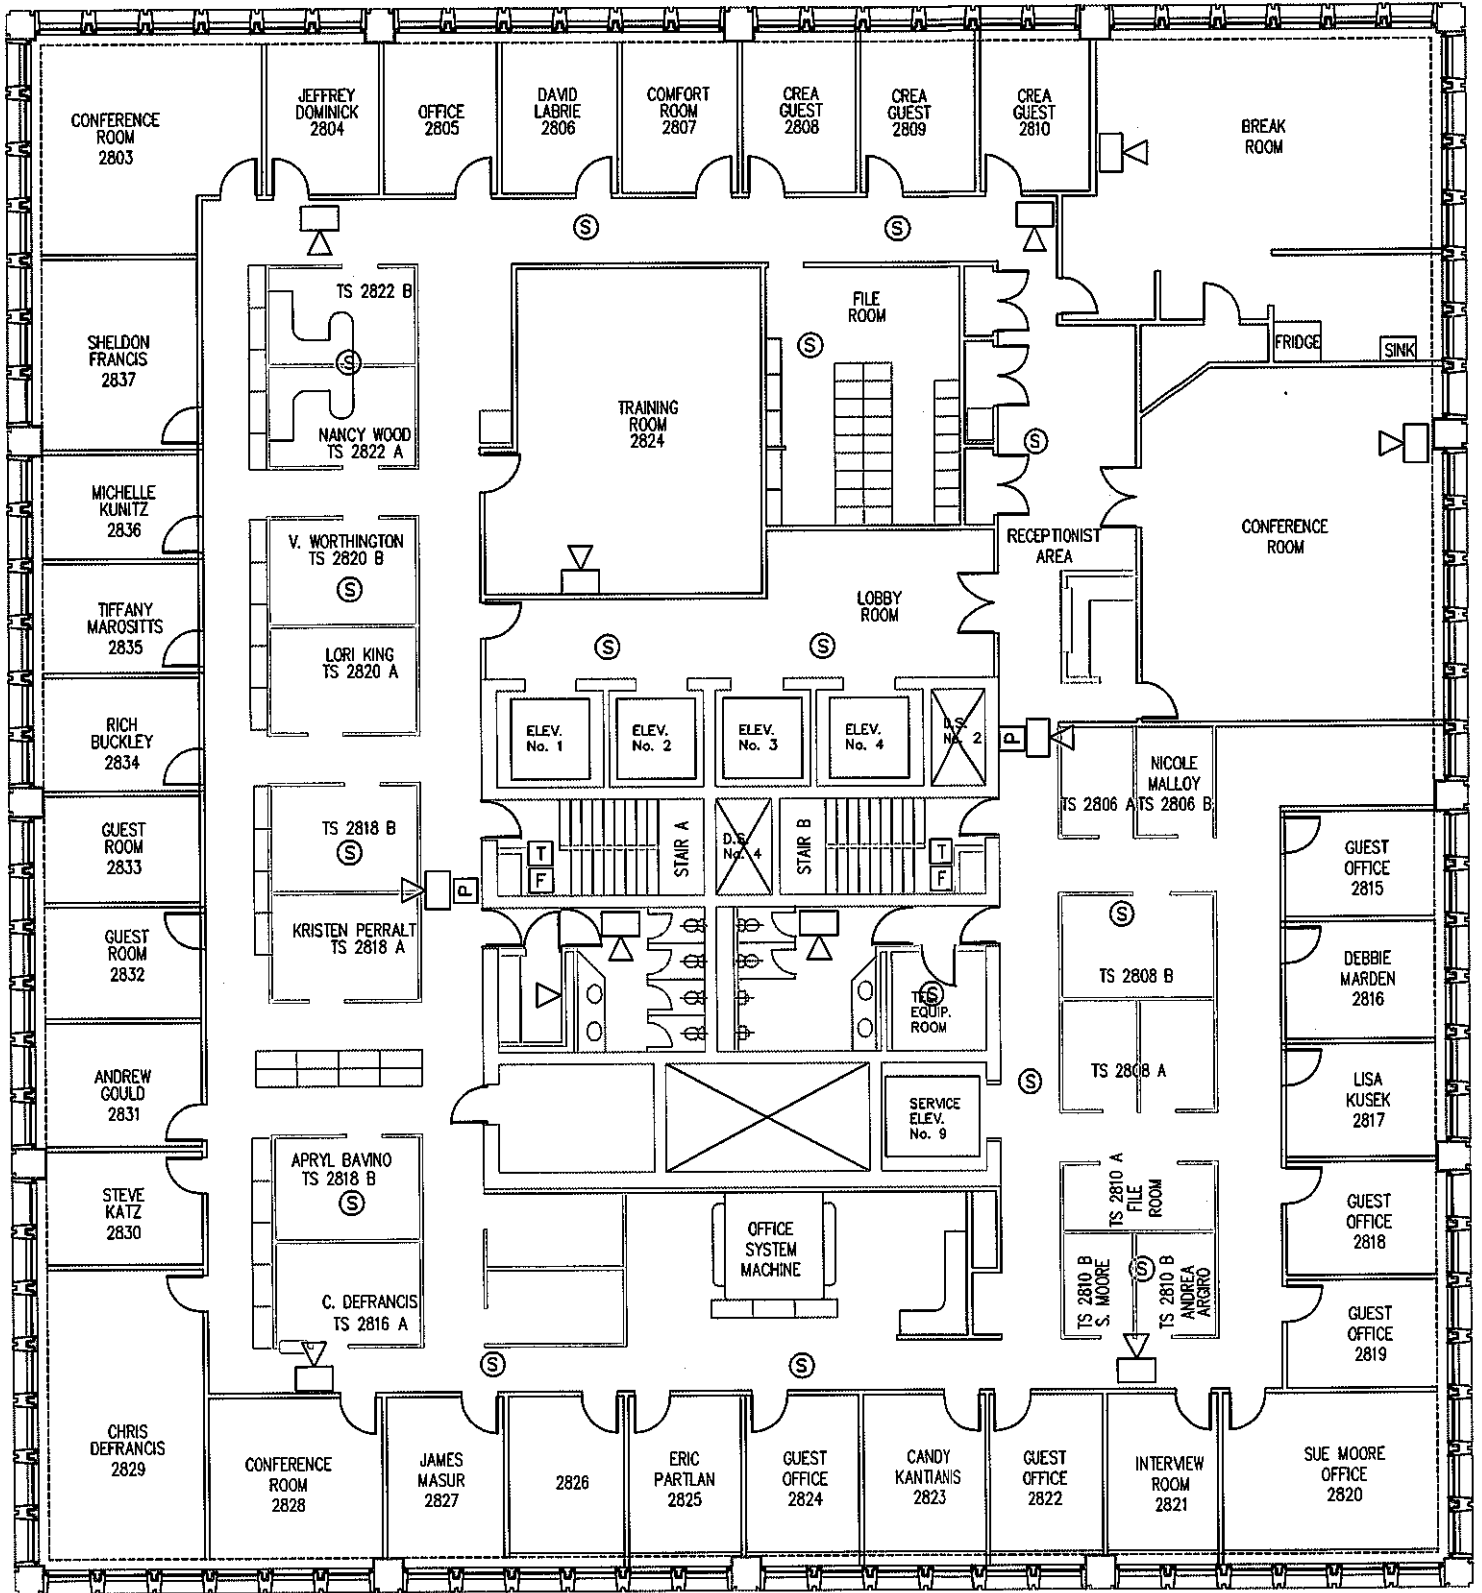 CONFERENCE
ROOM
2803
JEFFREY
DOMINICK
2804
OFFICE
2805
DAVID
LABRIE
2806
COMFORT
ROOM
2807
CREA
GUEST
2808
CREA
GUEST
2809
CREA
GUEST
2810
BREAK
ROOM
S
S
TS 2822 B
SHELDON
FRANCIS
2837
S
NANCY WOOD
TS 2822 A
TRAINING
ROOM
2824
FILE
ROOM
S
S
FRIDGE
SINK
MICHELLE
KUNITZ
2836
V. WORTHINGTON
TS 2820 B
S
RECEPTIONIST
AREA
CONFERENCE
ROOM
TIFFANY
MAROSITTS
2835
LORI KING
TS 2820 A
LOBBY
ROOM
S
S
RICH
BUCKLEY
2834
ELEV.
No. 1
ELEV.
No. 2
ELEV.
No. 3
ELEV.
No. 4
D.S.
No. 2
P
TS 2806 A
NICOLE
MALLOY
TS 2806 B
GUEST
ROOM
2833
TS 2818 B
S
T
F
STAIR A
D.S.
No. 4
STAIR B
T
F
GUEST
OFFICE
2815
P
GUEST
ROOM
2832
KRISTEN PERRALT
TS 2818 A
S
TS 2808 B
DEBBIE
MARDEN
2816
S
TEL
EQUIP.
ROOM
ANDREW
GOULD
2831
SERVICE
ELEV.
No. 9
S
TS 2808 A
LISA
KUSEK
2817
STEVE
KATZ
2830
APRYL BAVINO
TS 2818 B
S
OFFICE
SYSTEM
MACHINE
TS 2810 A
FILE
ROOM
GUEST
OFFICE
2818
C. DEFRANCIS
TS 2816 A
TS 2810 B
S. MOORE
S
TS 2810 B
ANDREA
ARGIRO
GUEST
OFFICE
2819
S
S
CHRIS
DEFRANCIS
2829
CONFERENCE
ROOM
2828
JAMES
MASUR
2827
2826
ERIC
PARTLAN
2825
GUEST
OFFICE
2824
CANDY
KANTIANIS
2823
GUEST
OFFICE
2822
INTERVIEW
ROOM
2821
SUE MOORE
OFFICE
2820